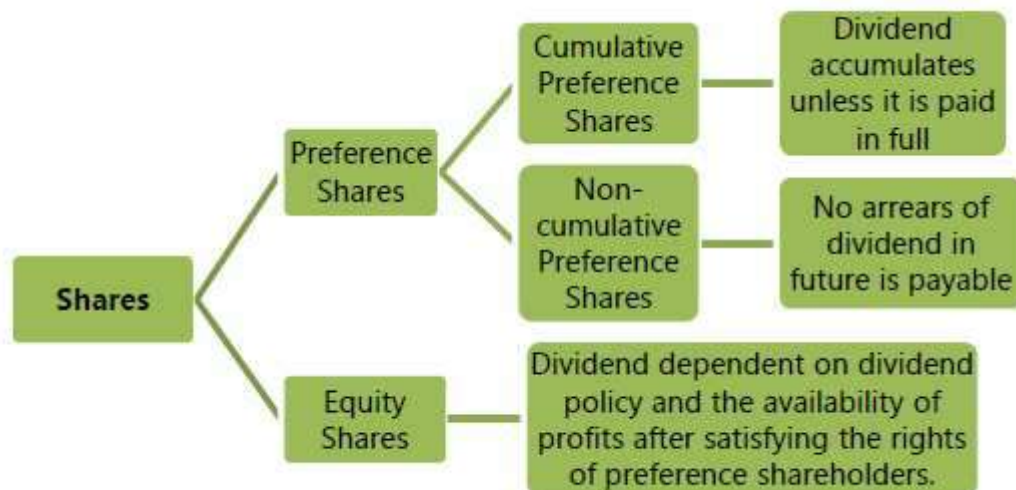 Shares
Preference
Shares
Cumulative
Preference
Shares
Dividend
accumulates
unless it is paid
in full
Non-
cumulative
Preference
Shares
No arrears of
dividend in
future is payable
Equity
Shares
Dividend dependent on dividend
policy and the availability of
profits after satisfying the rights
of preference shareholders.